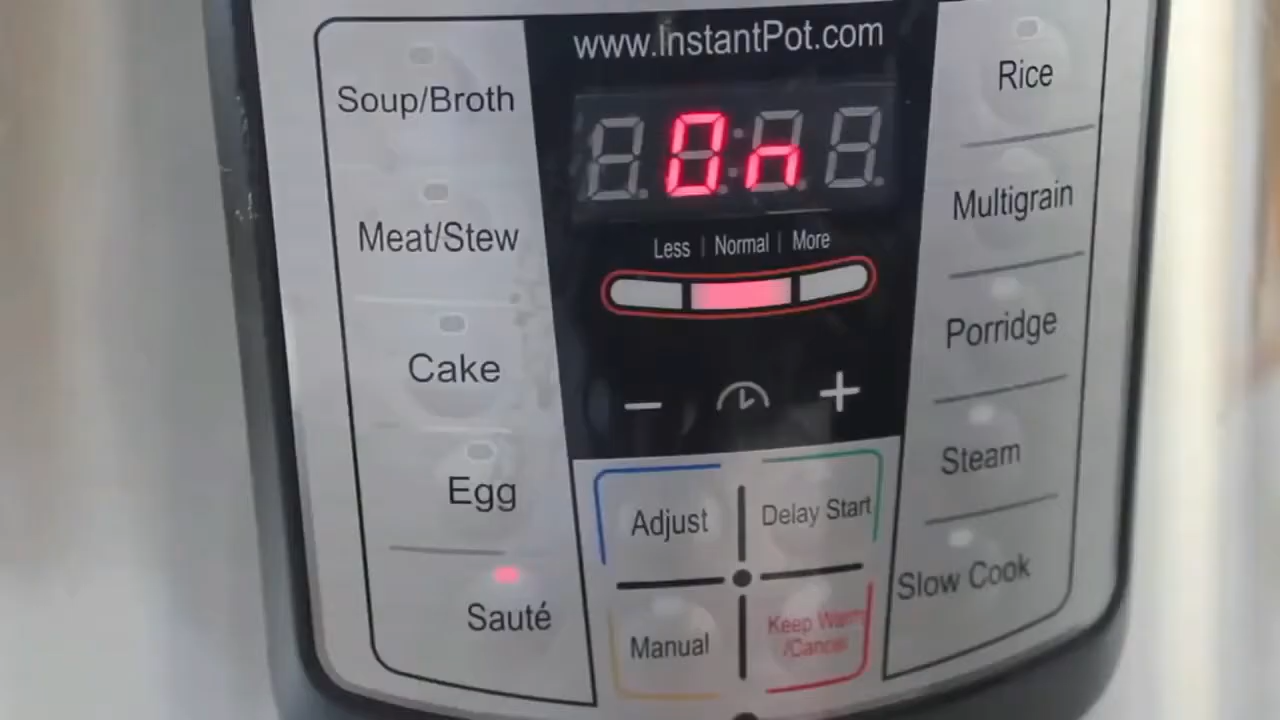 www.InstantPot.com
On
Less | Normal | More
Soup/Broth
Meat/Stew
Cake
Egg
Sauté
− +
Adjust
Delay Start
Manual
Keep Warm
/Cancel
Rice
Multigrain
Porridge
Steam
Slow Cook